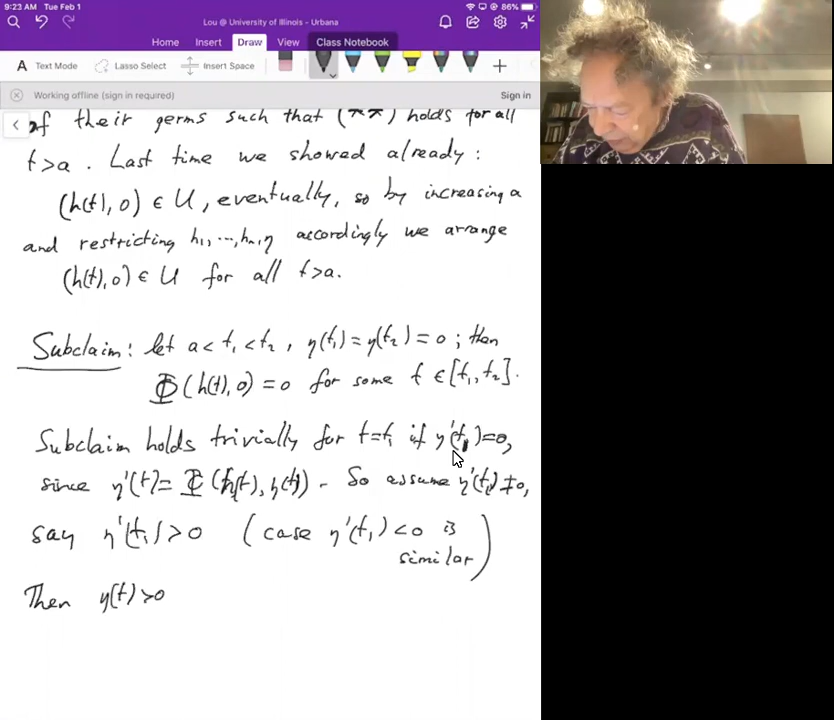 9:23 AM Tue Feb 1
86%
Lou @ University of Illinois - Urbana
Home Insert Draw View Class Notebook
A Text Mode Lasso Select Insert Space
Working offline (sign in required) Sign in
of their germs such that (**) holds for all
t>a. Last time we showed already:
(h(t),0) ∈ U, eventually, so by increasing a
and restricting h₁,...,hₙ,η accordingly we arrange
(h(t),0) ∈ U for all t>a.
Subclaim: let a<t₁<t₂, η(t₁)=η(t₂)=0; then
Φ(h(t),0)=0 for some t ∈[t₁,t₂].
Subclaim holds trivially for t=t₁ if η'(t₁)=0,
since η'(t)= Φ(h(t),η(t)). So assume η'(t₁)≠0,
say η'(t₁)>0 (case η'(t₁)<0 is
similar)
Then η(t)>0